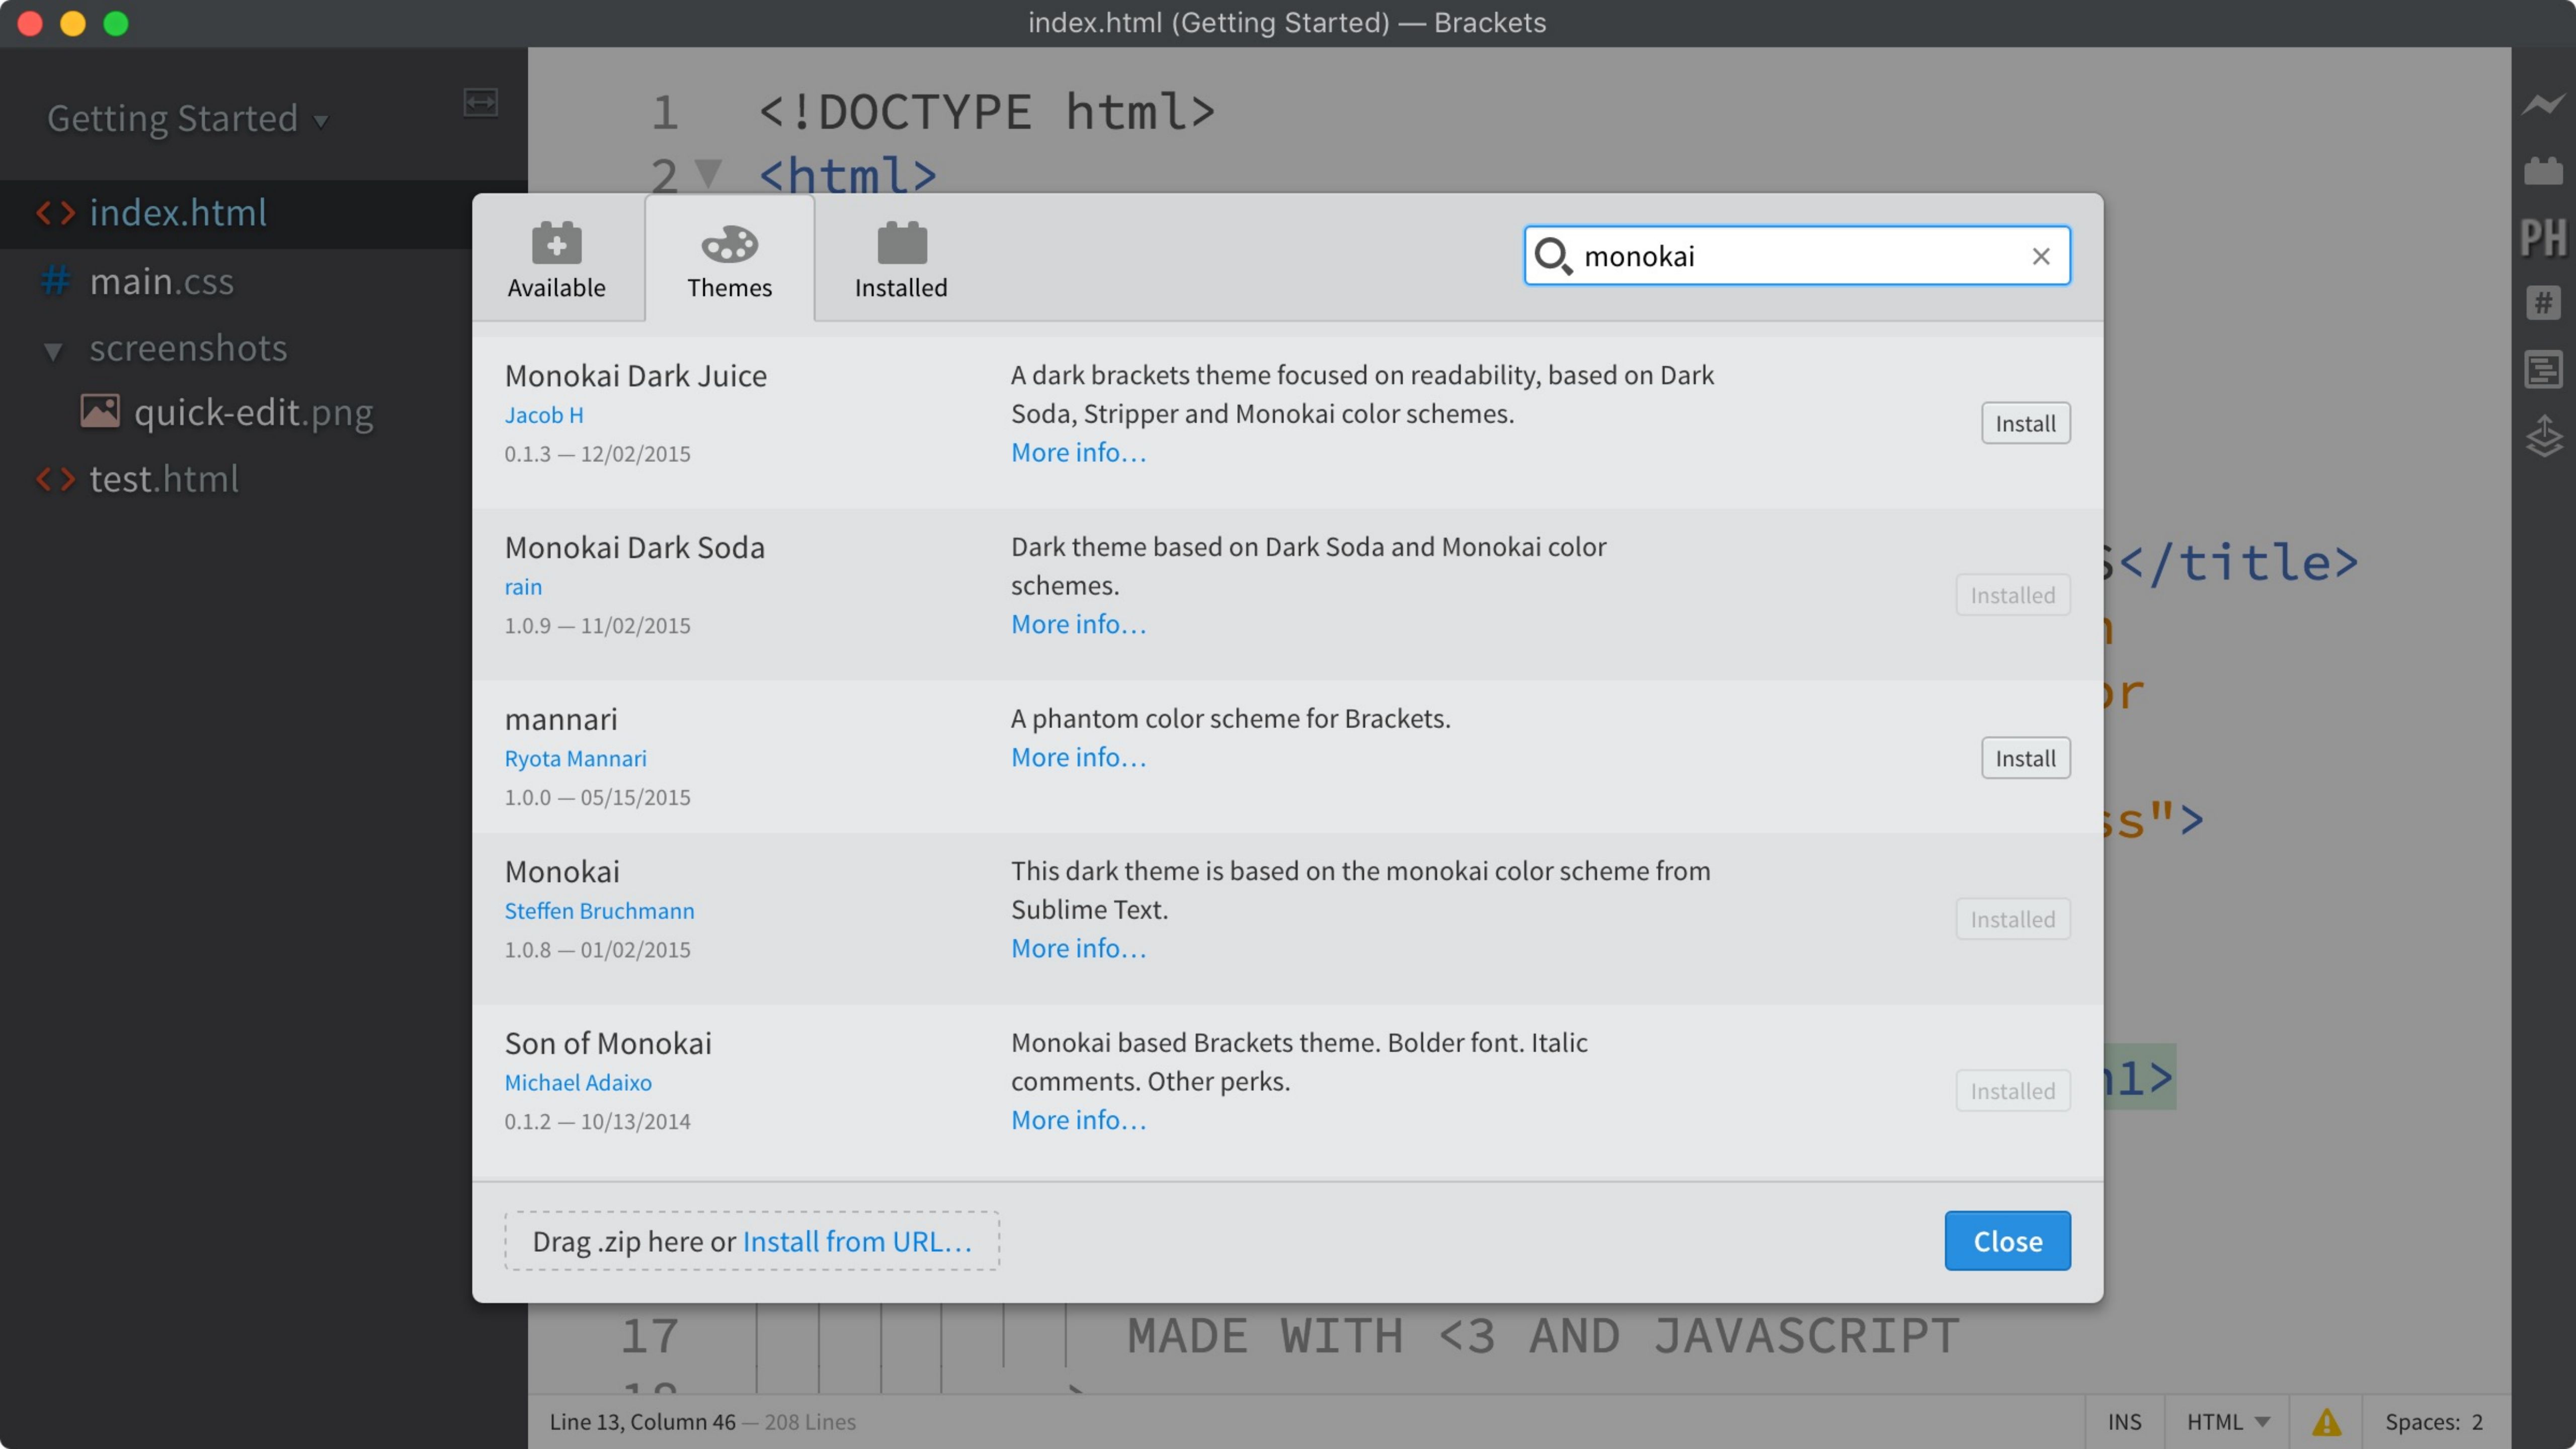 index.html (Getting Started) — Brackets
Getting Started
index.html
main.css
screenshots
quick-edit.png
test.html
1 <!DOCTYPE html>
2 <html>
Available
Themes
Installed
monokai
Monokai Dark Juice
Jacob H
0.1.3 — 12/02/2015
A dark brackets theme focused on readability, based on Dark
Soda, Stripper and Monokai color schemes.
More info…
Install
Monokai Dark Soda
rain
1.0.9 — 11/02/2015
Dark theme based on Dark Soda and Monokai color
schemes.
More info…
Installed
mannari
Ryota Mannari
1.0.0 — 05/15/2015
A phantom color scheme for Brackets.
More info…
Install
Monokai
Steffen Bruchmann
1.0.8 — 01/02/2015
This dark theme is based on the monokai color scheme from
Sublime Text.
More info…
Installed
Son of Monokai
Michael Adaixo
0.1.2 — 10/13/2014
Monokai based Brackets theme. Bolder font. Italic
comments. Other perks.
More info…
Installed
Drag .zip here or Install from URL…
Close
</title>
or
ss">
h1>
17 MADE WITH <3 AND JAVASCRIPT
PH
#
Line 13, Column 46 — 208 Lines
INS
HTML
Spaces: 2